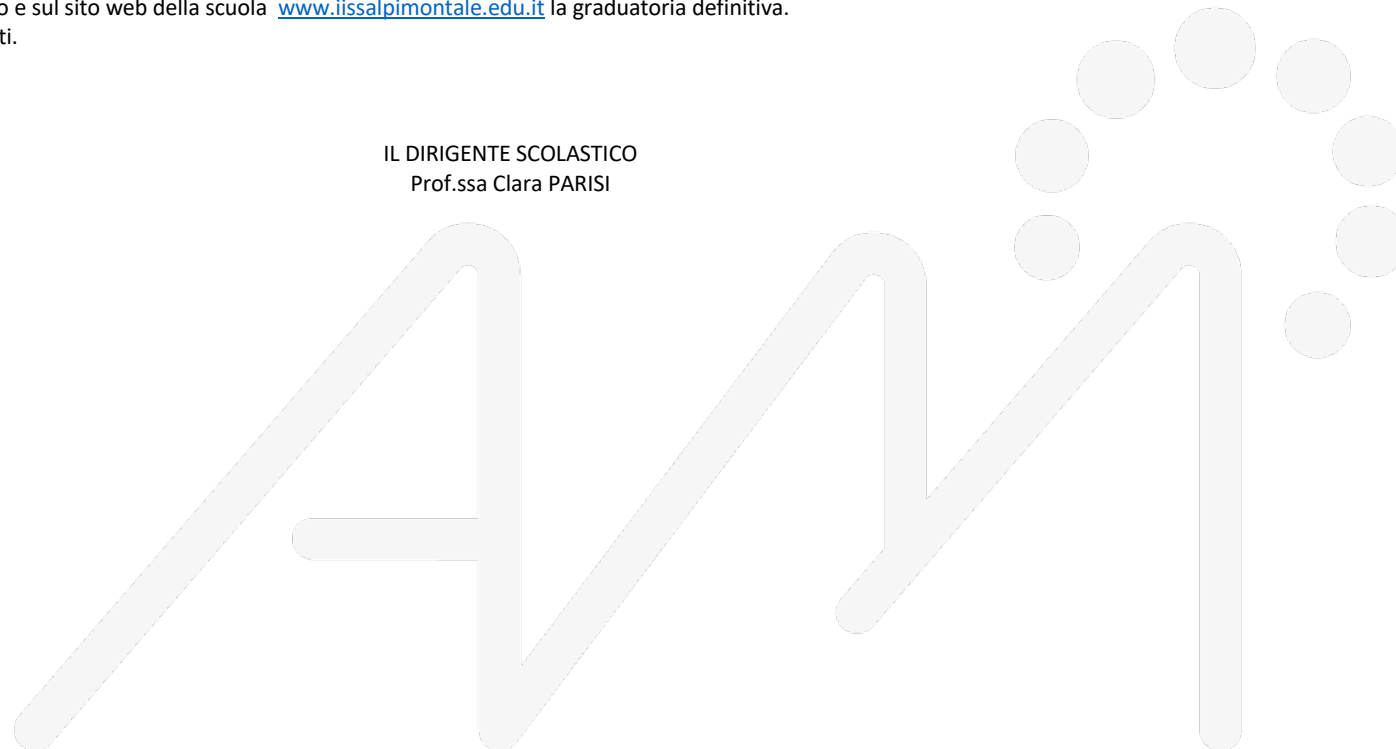 o e sul sito web della scuola www.iissalpimontale.edu.it la graduatoria definitiva.
ti.
IL DIRIGENTE SCOLASTICO
Prof.ssa Clara PARISI
AM